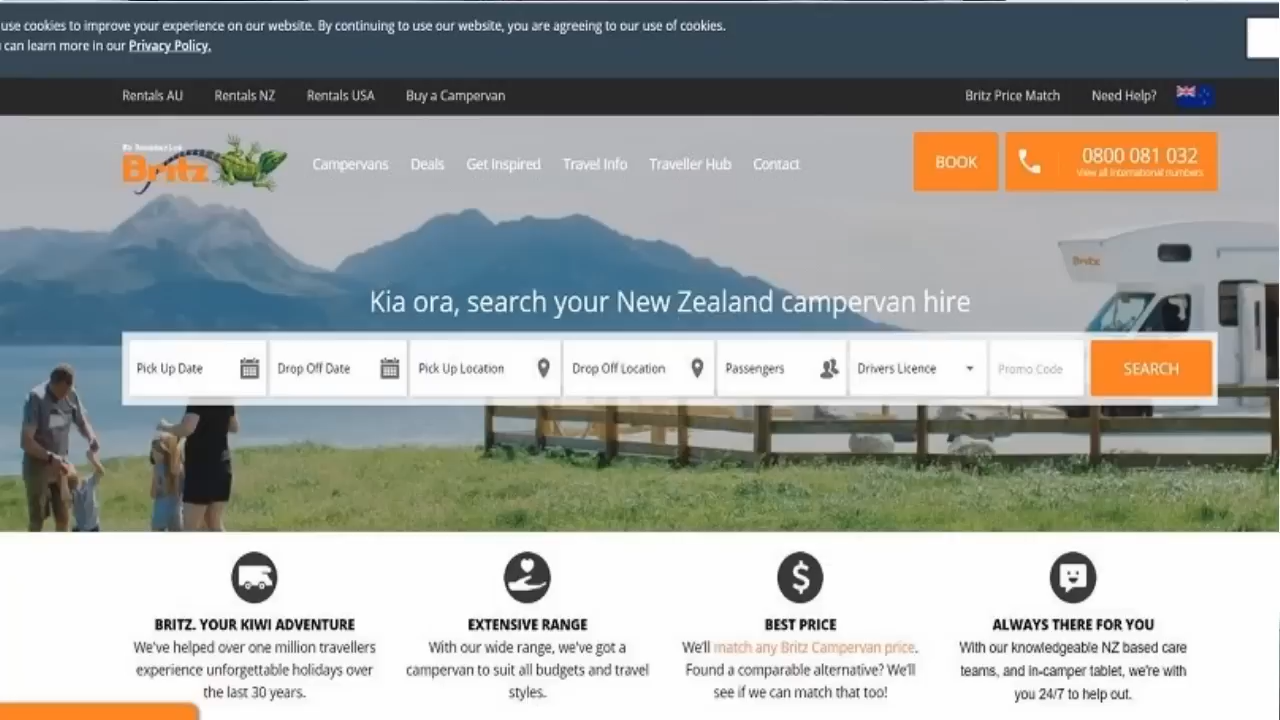 use cookies to improve your experience on our website. By continuing to use our website, you are agreeing to our use of cookies.
can learn more in our Privacy Policy.
Rentals AU Rentals NZ Rentals USA Buy a Campervan Britz Price Match Need Help?
Britz
Campervans Deals Get Inspired Travel Info Traveller Hub Contact
BOOK
0800 081 032
View all International numbers
Britz
Kia ora, search your New Zealand campervan hire
Pick Up Date Drop Off Date Pick Up Location Drop Off Location Passengers Drivers Licence Promo Code SEARCH
BRITZ. YOUR KIWI ADVENTURE
We've helped over one million travellers
experience unforgettable holidays over
the last 30 years.
EXTENSIVE RANGE
With our wide range, we've got a
campervan to suit all budgets and travel
styles.
BEST PRICE
We'll match any Britz Campervan price.
Found a comparable alternative? We'll
see if we can match that too!
ALWAYS THERE FOR YOU
With our knowledgeable NZ based care
teams, and in-camper tablet, we're with
you 24/7 to help out.